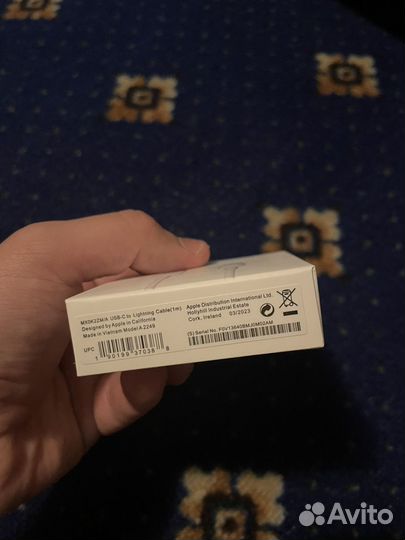 MX0K2ZM/A USB-C to Lightning Cable(1m)
Designed by Apple in California
Made in Vietnam Model A2249
UPC
1 90199 37038 8
Apple Distribution International Ltd.
Hollyhill Industrial Estate
Cork, Ireland 03/2023
(S) Serial No. F0V13640BMJ0M02AM
Avito